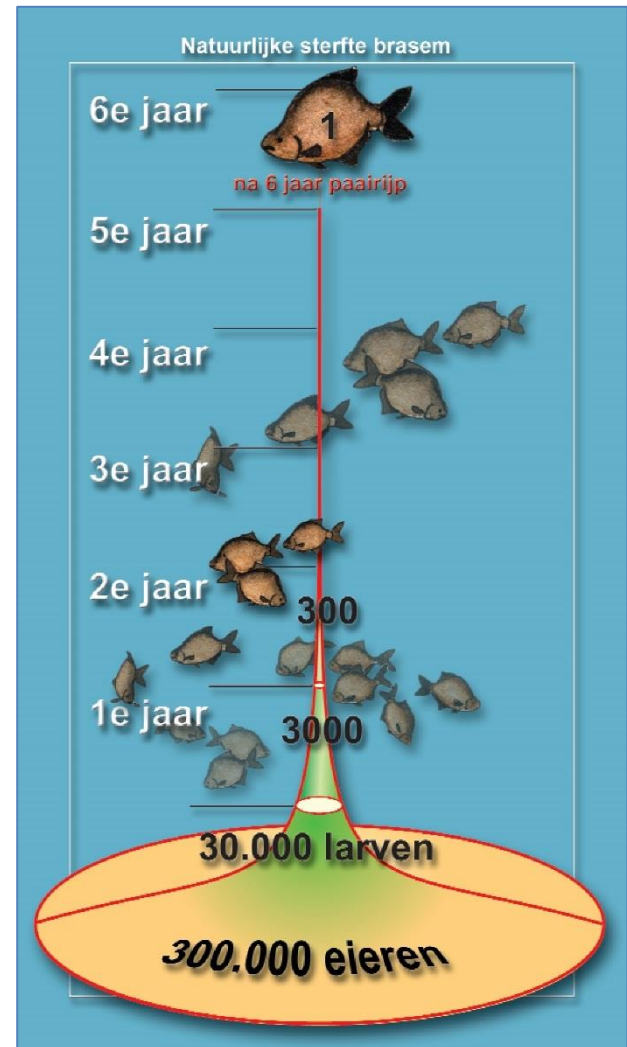 Natuurlijke sterfte brasem
6e jaar
1
na 6 jaar paairijp
5e jaar
4e jaar
3e jaar
2e jaar
300
1e jaar
3000
30.000 larven
300.000 eieren